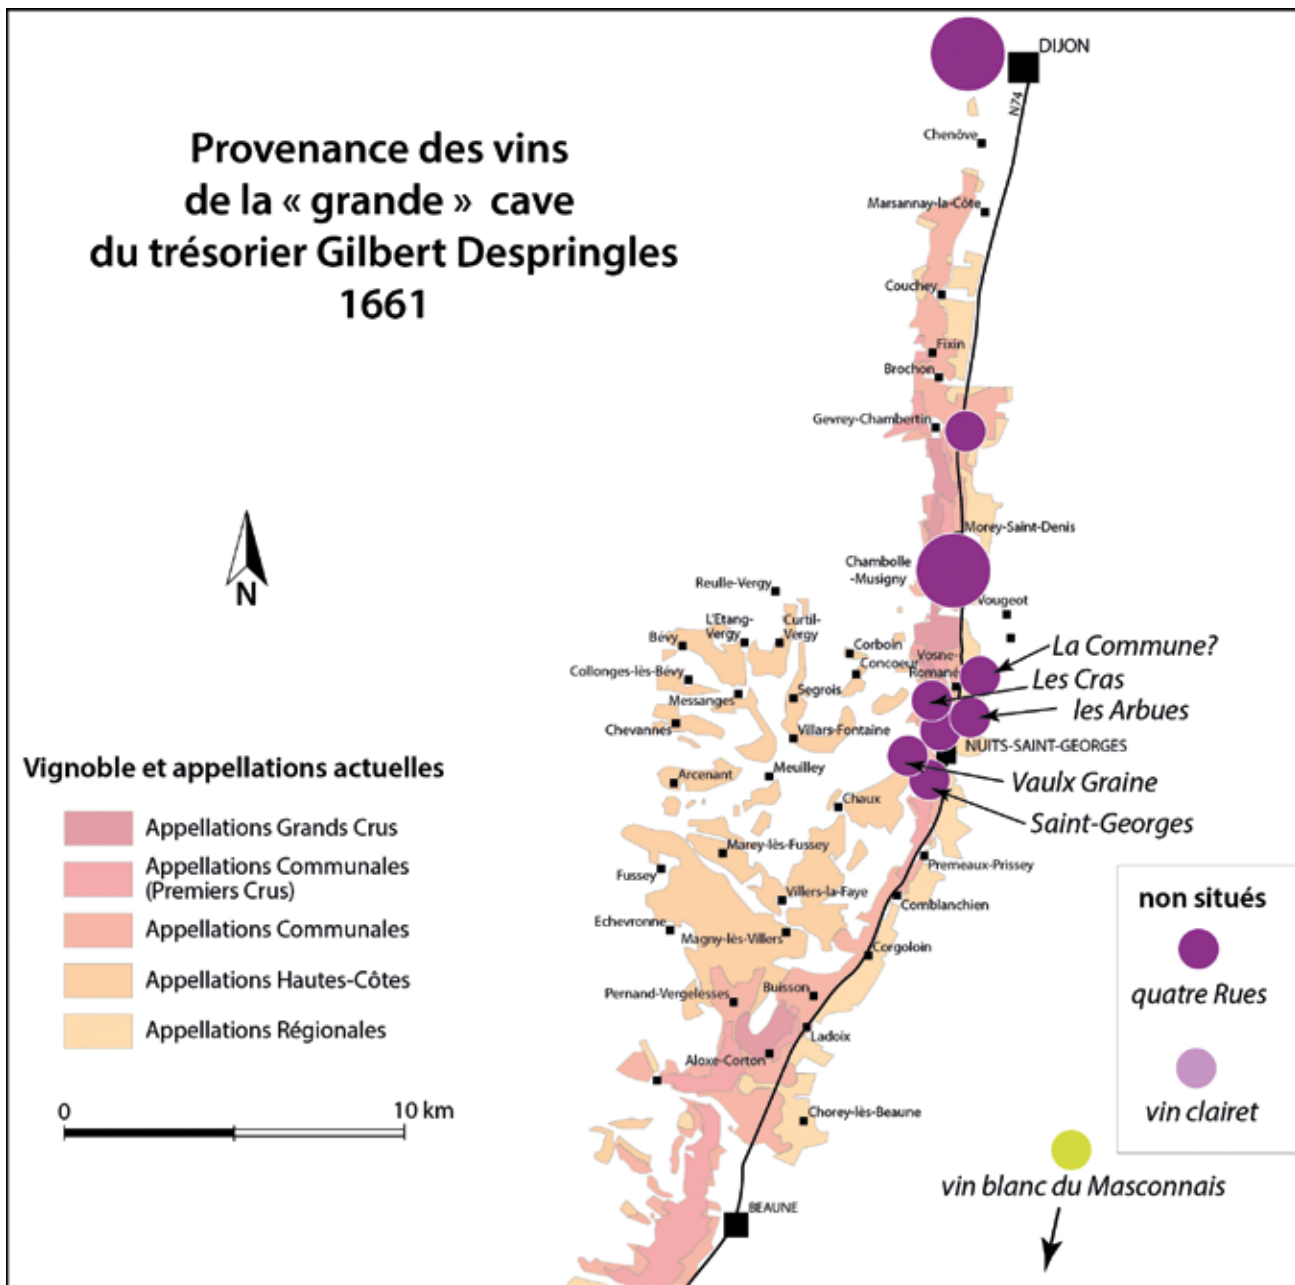 Provenance des vins
de la « grande » cave
du trésorier Gilbert Despringles
1661
DIJON
N74
Chenôve
Marsannay-la-Côte
Couchey
Fixin
Brochon
Gevrey-Chambertin
Morey-Saint-Denis
Chambolle
-Musigny
Vougeot
Reulle-Vergy
L'Etang-
Vergy
Curtil-
Vergy
Bévy
Corboin
Concoeur
Vosne-
Romané
Collonges-lès-Bévy
Messanges
Segrois
Chevannes
Villars-Fontaine
La Commune?
Les Cras
les Arbues
NUITS-SAINT-GEORGES
Vaulx Graine
Saint-Georges
Arcenant
Meuilley
Chaux
Marey-lès-Fussey
Fussey
Premeaux-Prissey
Villers-la-Faye
Comblanchien
Echevronne
Magny-lès-Villers
Corgoloin
Pernand-Vergelesses
Buisson
Ladoix
Aloxe-Corton
Chorey-lès-Beaune
BEAUNE
N
Vignoble et appellations actuelles
Appellations Grands Crus
Appellations Communales
(Premiers Crus)
Appellations Communales
Appellations Hautes-Côtes
Appellations Régionales
0 10 km
non situés
quatre Rues
vin clairet
vin blanc du Masconnais